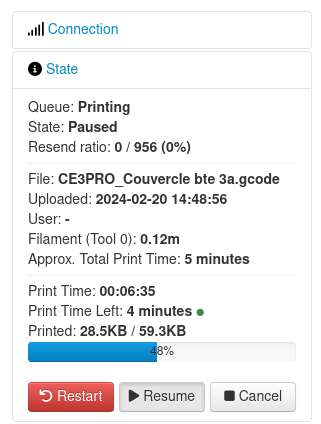 Connection
State
Queue: Printing
State: Paused
Resend ratio: 0 / 956 (0%)
File: CE3PRO_Couvercle bte 3a.gcode
Uploaded: 2024-02-20 14:48:56
User: -
Filament (Tool 0): 0.12m
Approx. Total Print Time: 5 minutes
Print Time: 00:06:35
Print Time Left: 4 minutes
Printed: 28.5KB / 59.3KB
48%
Restart Resume Cancel